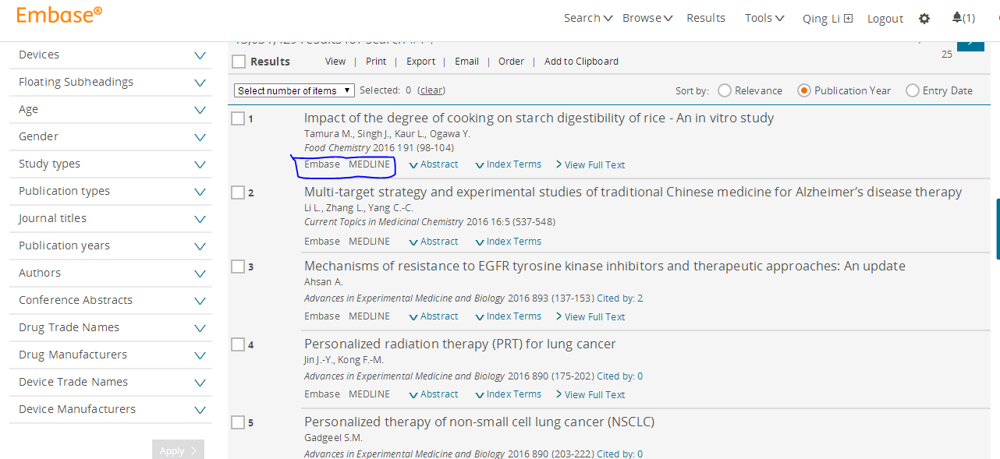 Embase®
Search Browse Results Tools Qing Li Logout (1)
results for search
25
Devices
Floating Subheadings
Age
Gender
Study types
Publication types
Journal titles
Publication years
Authors
Conference Abstracts
Drug Trade Names
Drug Manufacturers
Device Trade Names
Device Manufacturers
Apply
Results View | Print | Export | Email | Order | Add to Clipboard
Select number of items Selected: 0 (clear) Sort by: Relevance Publication Year Entry Date
1 Impact of the degree of cooking on starch digestibility of rice - An in vitro study
Tamura M., Singh J., Kaur L., Ogawa Y.
Food Chemistry 2016 191 (98-104)
Embase MEDLINE Abstract Index Terms View Full Text
2 Multi-target strategy and experimental studies of traditional Chinese medicine for Alzheimer's disease therapy
Li L., Zhang L., Yang C.-C.
Current Topics in Medicinal Chemistry 2016 16:5 (537-548)
Embase MEDLINE Abstract Index Terms
3 Mechanisms of resistance to EGFR tyrosine kinase inhibitors and therapeutic approaches: An update
Ahsan A.
Advances in Experimental Medicine and Biology 2016 893 (137-153) Cited by: 2
Embase MEDLINE Abstract Index Terms View Full Text
4 Personalized radiation therapy (PRT) for lung cancer
Jin J.-Y., Kong F.-M.
Advances in Experimental Medicine and Biology 2016 890 (175-202) Cited by: 0
Embase MEDLINE Abstract Index Terms View Full Text
5 Personalized therapy of non-small cell lung cancer (NSCLC)
Gadgeel S.M.
Advances in Experimental Medicine and Biology 2016 890 (203-222) Cited by: 0